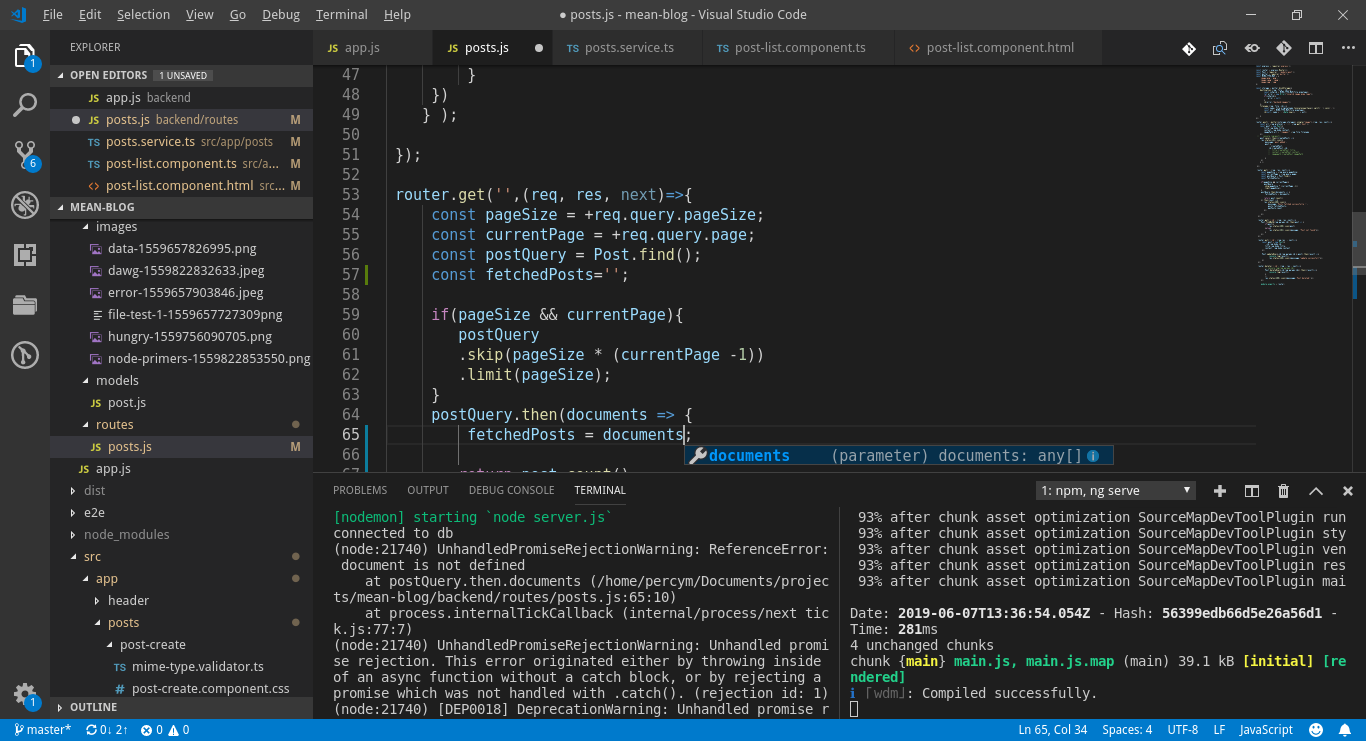 File Edit Selection View Go Debug Terminal Help
● posts.js - mean-blog - Visual Studio Code
EXPLORER
OPEN EDITORS 1 UNSAVED
JS app.js backend
● JS posts.js backend/routes M
TS posts.service.ts src/app/posts M
TS post-list.component.ts src/a... M
<> post-list.component.html src... M
MEAN-BLOG
images
data-1559657826995.png
dawg-1559822832633.jpeg
error-1559657903846.jpeg
file-test-1-1559657727309png
hungry-1559756090705.png
node-primers-1559822853550.png
models
JS post.js
routes
JS posts.js M
JS app.js
dist
e2e
node_modules
src
app
header
posts
post-create
TS mime-type.validator.ts
# post-create.component.css
OUTLINE
1
6
1
JS app.js
JS posts.js ●
TS posts.service.ts
TS post-list.component.ts
<> post-list.component.html
47 }
48 })
49 } );
50
51 });
52
53 router.get('',(req, res, next)=>{
54 const pageSize = +req.query.pageSize;
55 const currentPage = +req.query.page;
56 const postQuery = Post.find();
57 const fetchedPosts='';
58
59 if(pageSize && currentPage){
60 postQuery
61 .skip(pageSize * (currentPage -1))
62 .limit(pageSize);
63 }
64 postQuery.then(documents => {
65 fetchedPosts = documents;
66
documents (parameter) documents: any[]
PROBLEMS OUTPUT DEBUG CONSOLE TERMINAL
1: npm, ng serve
[nodemon] starting `node server.js`
connected to db
(node:21740) UnhandledPromiseRejectionWarning: ReferenceError:
document is not defined
at postQuery.then.documents (/home/percym/Documents/projec
ts/mean-blog/backend/routes/posts.js:65:10)
at process.internalTickCallback (internal/process/next_tic
k.js:77:7)
(node:21740) UnhandledPromiseRejectionWarning: Unhandled promi
se rejection. This error originated either by throwing inside
of an async function without a catch block, or by rejecting a
promise which was not handled with .catch(). (rejection id: 1)
(node:21740) [DEP0018] DeprecationWarning: Unhandled promise r
93% after chunk asset optimization SourceMapDevToolPlugin run
93% after chunk asset optimization SourceMapDevToolPlugin sty
93% after chunk asset optimization SourceMapDevToolPlugin ven
93% after chunk asset optimization SourceMapDevToolPlugin res
93% after chunk asset optimization SourceMapDevToolPlugin mai
Date: 2019-06-07T13:36:54.054Z - Hash: 56399edb66d5e26a56d1 -
Time: 281ms
4 unchanged chunks
chunk {main} main.js, main.js.map (main) 39.1 kB [initial] [re
ndered]
ℹ ｢wdm｣: Compiled successfully.
master* 0↓ 2↑ 0 0
Ln 65, Col 34 Spaces: 4 UTF-8 LF JavaScript